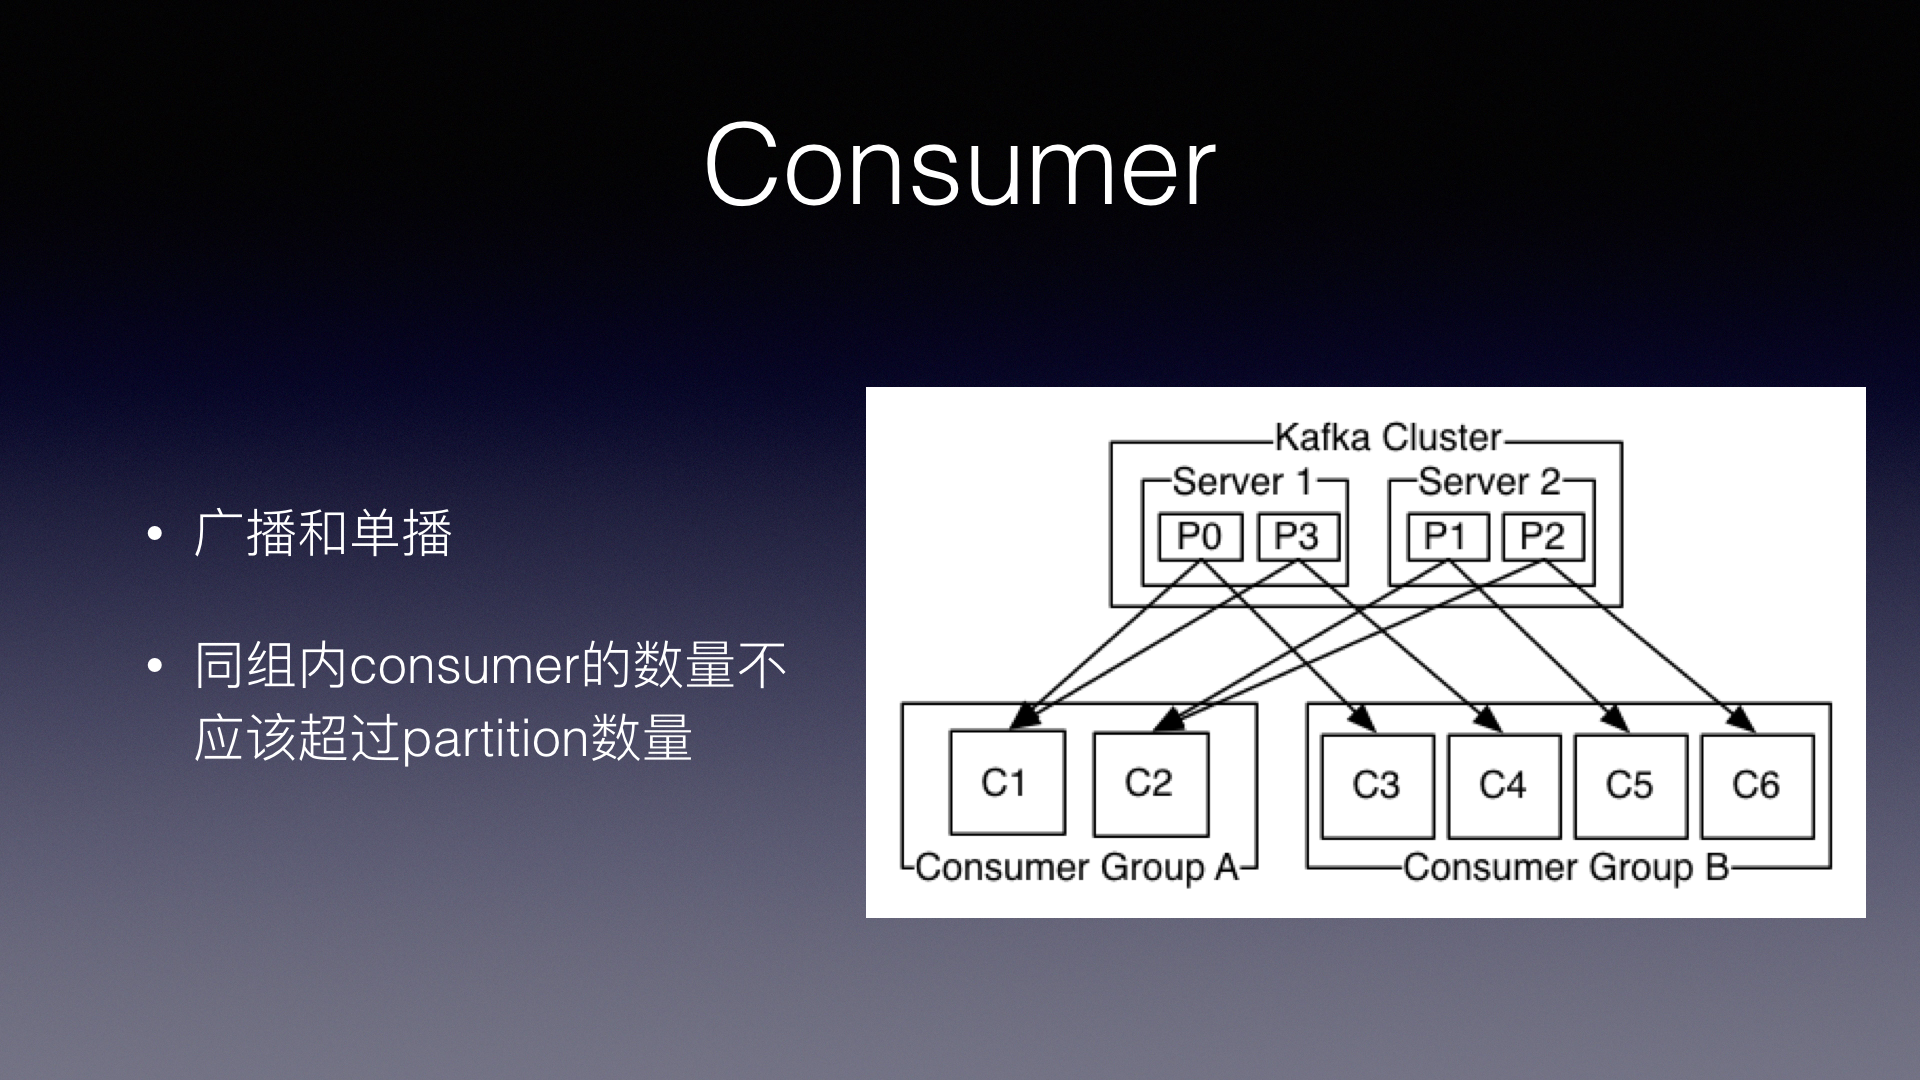 Consumer
• 广播和单播
• 同组内consumer的数量不
应该超过partition数量
Kafka Cluster
Server 1
Server 2
P0
P3
P1
P2
C1
C2
C3
C4
C5
C6
Consumer Group A
Consumer Group B